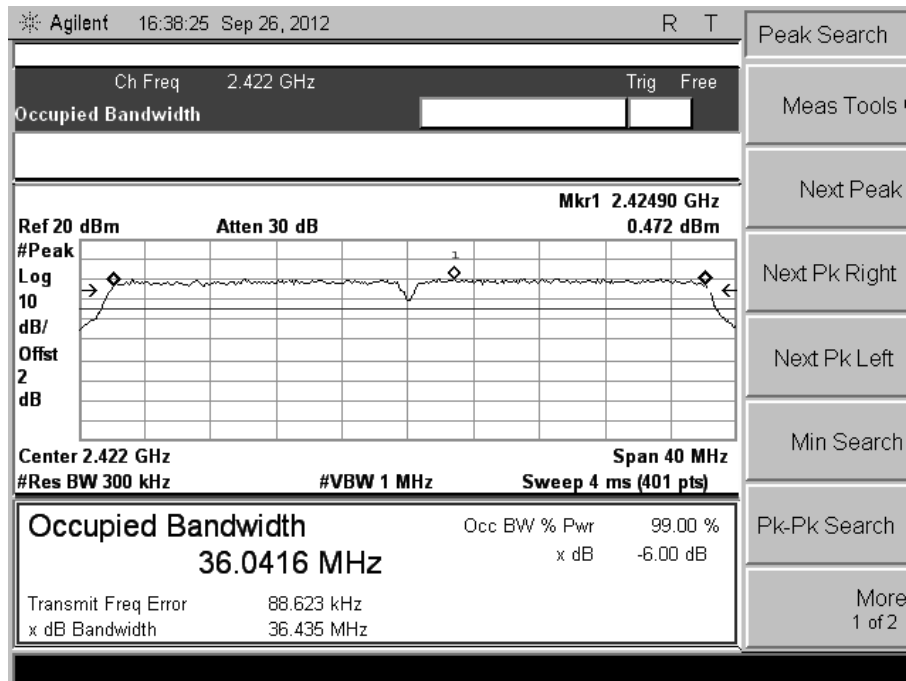 Agilent 16:38:25 Sep 26, 2012 R T
Ch Freq 2.422 GHz Trig Free
Occupied Bandwidth
Mkr1 2.42490 GHz
Ref 20 dBm Atten 30 dB 0.472 dBm
#Peak
Log
10
dB/
Offst
2
dB
1
Center 2.422 GHz Span 40 MHz
#Res BW 300 kHz #VBW 1 MHz Sweep 4 ms (401 pts)
Occupied Bandwidth Occ BW % Pwr 99.00 %
36.0416 MHz x dB -6.00 dB
Transmit Freq Error 88.623 kHz
x dB Bandwidth 36.435 MHz
Peak Search
Meas Tools
Next Peak
Next Pk Right
Next Pk Left
Min Search
Pk-Pk Search
More
1 of 2